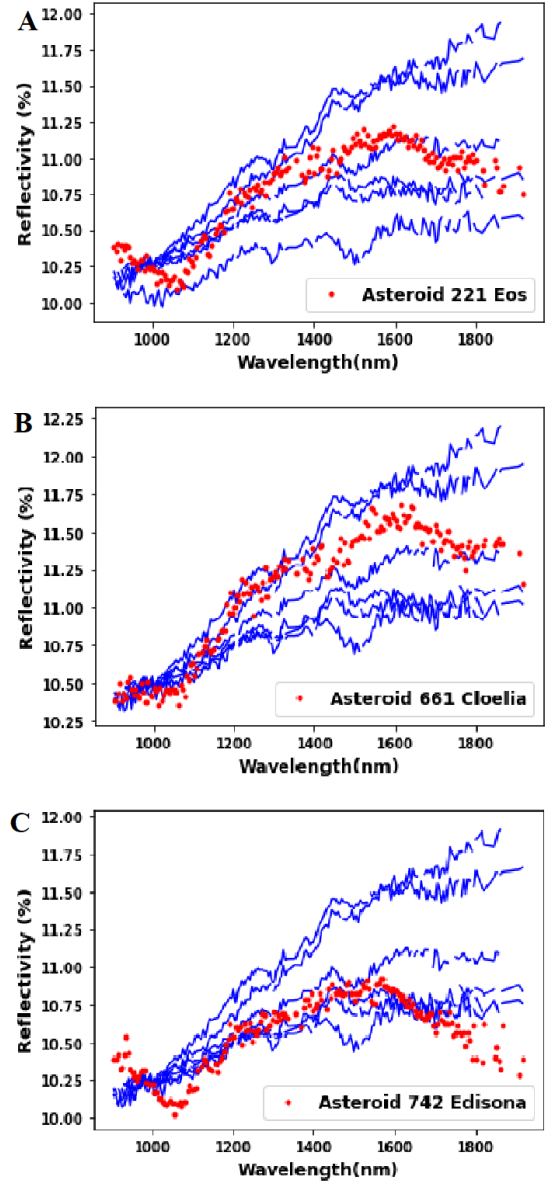 A
12.00
11.75
11.50
11.25
11.00
10.75
10.50
10.25
10.00
Reflectivity (%)
Asteroid 221 Eos
1000 1200 1400 1600 1800
Wavelength(nm)
B
12.25
12.00
11.75
11.50
11.25
11.00
10.75
10.50
10.25
Reflectivity (%)
Asteroid 661 Cloelia
1000 1200 1400 1600 1800
Wavelength(nm)
C
12.00
11.75
11.50
11.25
11.00
10.75
10.50
10.25
10.00
Reflectivity (%)
Asteroid 742 Edisona
1000 1200 1400 1600 1800
Wavelength(nm)